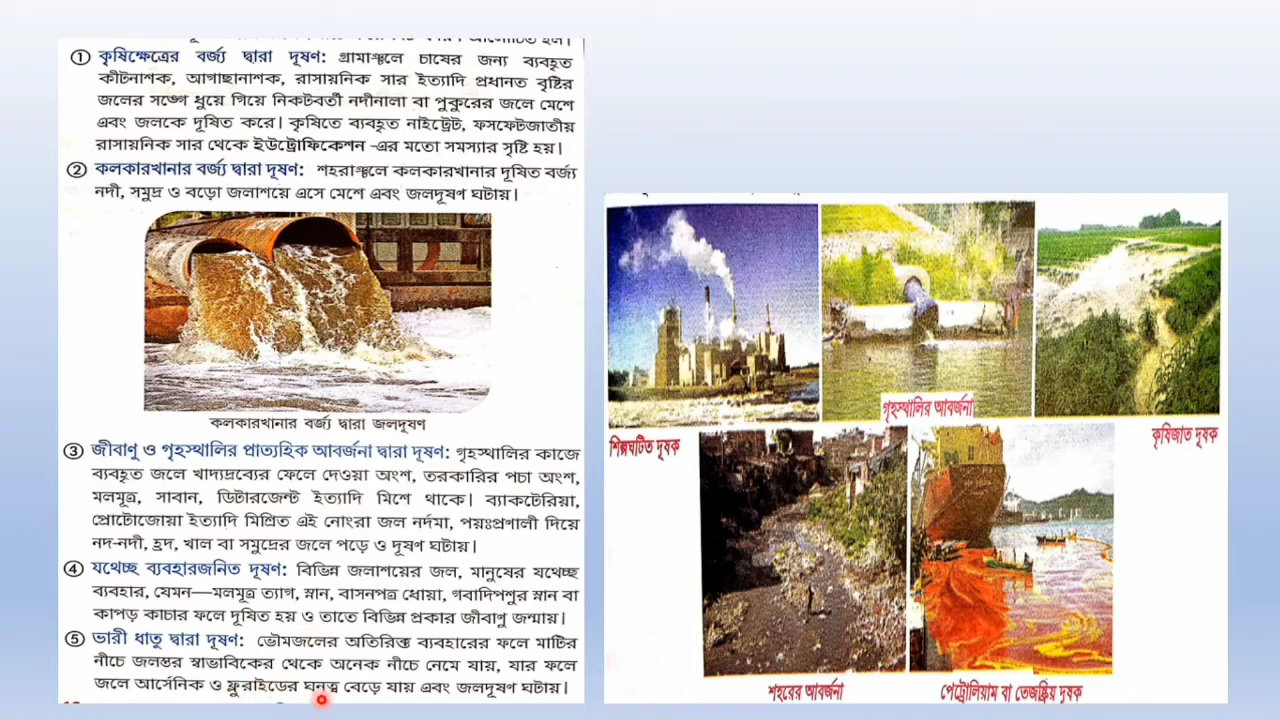 আলোচিত হল।
① কৃষিক্ষেত্রের বর্জ্য দ্বারা দূষণ: গ্রামাঞ্চলে চাষের জন্য ব্যবহৃত
কীটনাশক, আগাছানাশক, রাসায়নিক সার ইত্যাদি প্রধানত বৃষ্টির
জলের সঙ্গে ধুয়ে গিয়ে নিকটবর্তী নদীনালা বা পুকুরের জলে মেশে
এবং জলকে দূষিত করে। কৃষিতে ব্যবহৃত নাইট্রেট, ফসফেটজাতীয়
রাসায়নিক সার থেকে ইউট্রোফিকেশন -এর মতো সমস্যার সৃষ্টি হয়।
② কলকারখানার বর্জ্য দ্বারা দূষণ: শহরাঞ্চলে কলকারখানার দূষিত বর্জ্য
নদী, সমুদ্র ও বড়ো জলাশয়ে এসে মেশে এবং জলদূষণ ঘটায়।
কলকারখানার বর্জ্য দ্বারা জলদূষণ
③ জীবাণু ও গৃহস্থালির প্রাত্যহিক আবর্জনা দ্বারা দূষণ: গৃহস্থালির কাজে
ব্যবহৃত জলে খাদ্যদ্রব্যের ফেলে দেওয়া অংশ, তরকারির পচা অংশ,
মলমূত্র, সাবান, ডিটারজেন্ট ইত্যাদি মিশে থাকে। ব্যাকটেরিয়া,
প্রোটোজোয়া ইত্যাদি মিশ্রিত এই নোংরা জল নর্দমা, পয়ঃপ্রণালী দিয়ে
নদ-নদী, হ্রদ, খাল বা সমুদ্রের জলে পড়ে ও দূষণ ঘটায়।
④ যথেচ্ছ ব্যবহারজনিত দূষণ: বিভিন্ন জলাশয়ের জল, মানুষের যথেচ্ছ
ব্যবহার, যেমন—মলমূত্র ত্যাগ, স্নান, বাসনপত্র ধোয়া, গবাদিপশুর স্নান বা
কাপড় কাচার ফলে দূষিত হয় ও তাতে বিভিন্ন প্রকার জীবাণু জন্মায়।
⑤ ভারী ধাতু দ্বারা দূষণ: ভৌমজলের অতিরিক্ত ব্যবহারের ফলে মাটির
নীচে জলস্তর স্বাভাবিকের থেকে অনেক নীচে নেমে যায়, যার ফলে
জলে আর্সেনিক ও ফ্লুরাইডের ঘনত্ব বেড়ে যায় এবং জলদূষণ ঘটায়।
গৃহস্থালির আবর্জনা
শিল্পঘটিত দূষক
কৃষিজাত দূষক
শহরের আবর্জনা
পেট্রোলিয়াম বা তেজষ্ক্রিয় দূষক